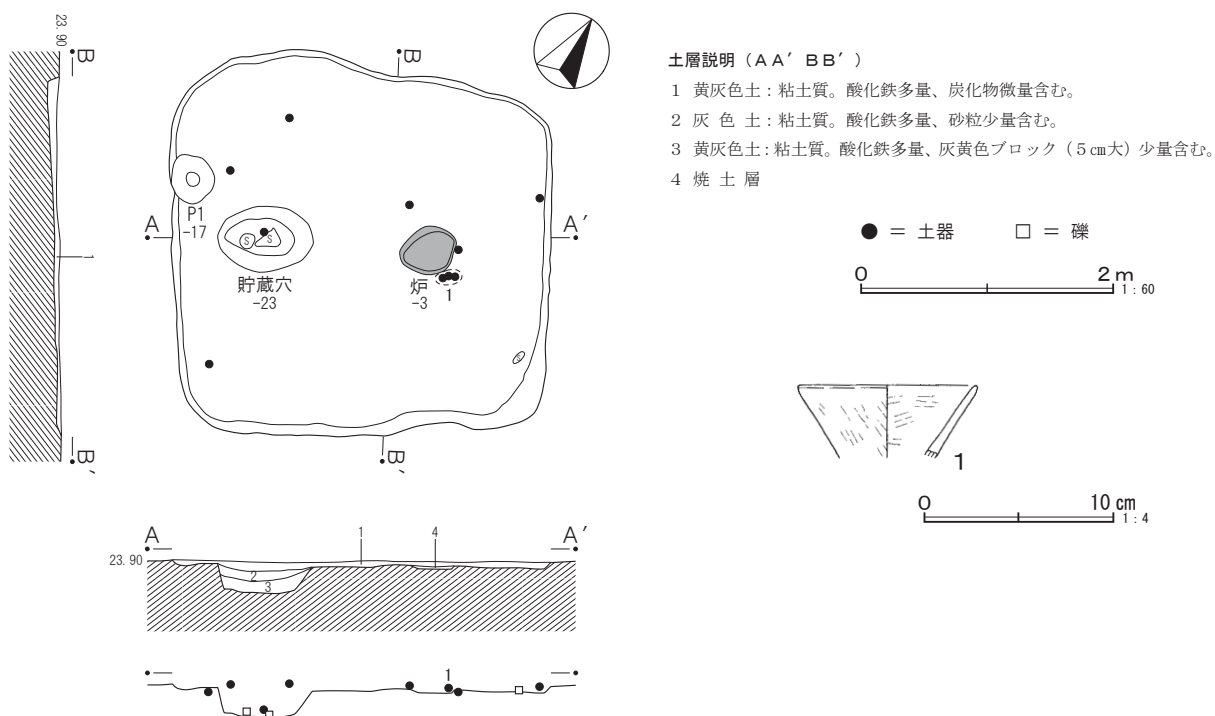 23.90
B
B
A
A′
P1
-17
貯蔵穴
-23
炉
-3
1
S
S
S
1
B′
B′
A
A′
1
4
23.90
2
3
1
土層説明（AA′BB′）
1 黄灰色土：粘土質。酸化鉄多量、炭化物微量含む。
2 灰 色 土：粘土質。酸化鉄多量、砂粒少量含む。
3 黄灰色土：粘土質。酸化鉄多量、灰黄色ブロック（5㎝大）少量含む。
4 焼 土 層
● ＝ 土器 □ ＝ 礫
0 2 m
1：60
1
0 10 cm
1：4